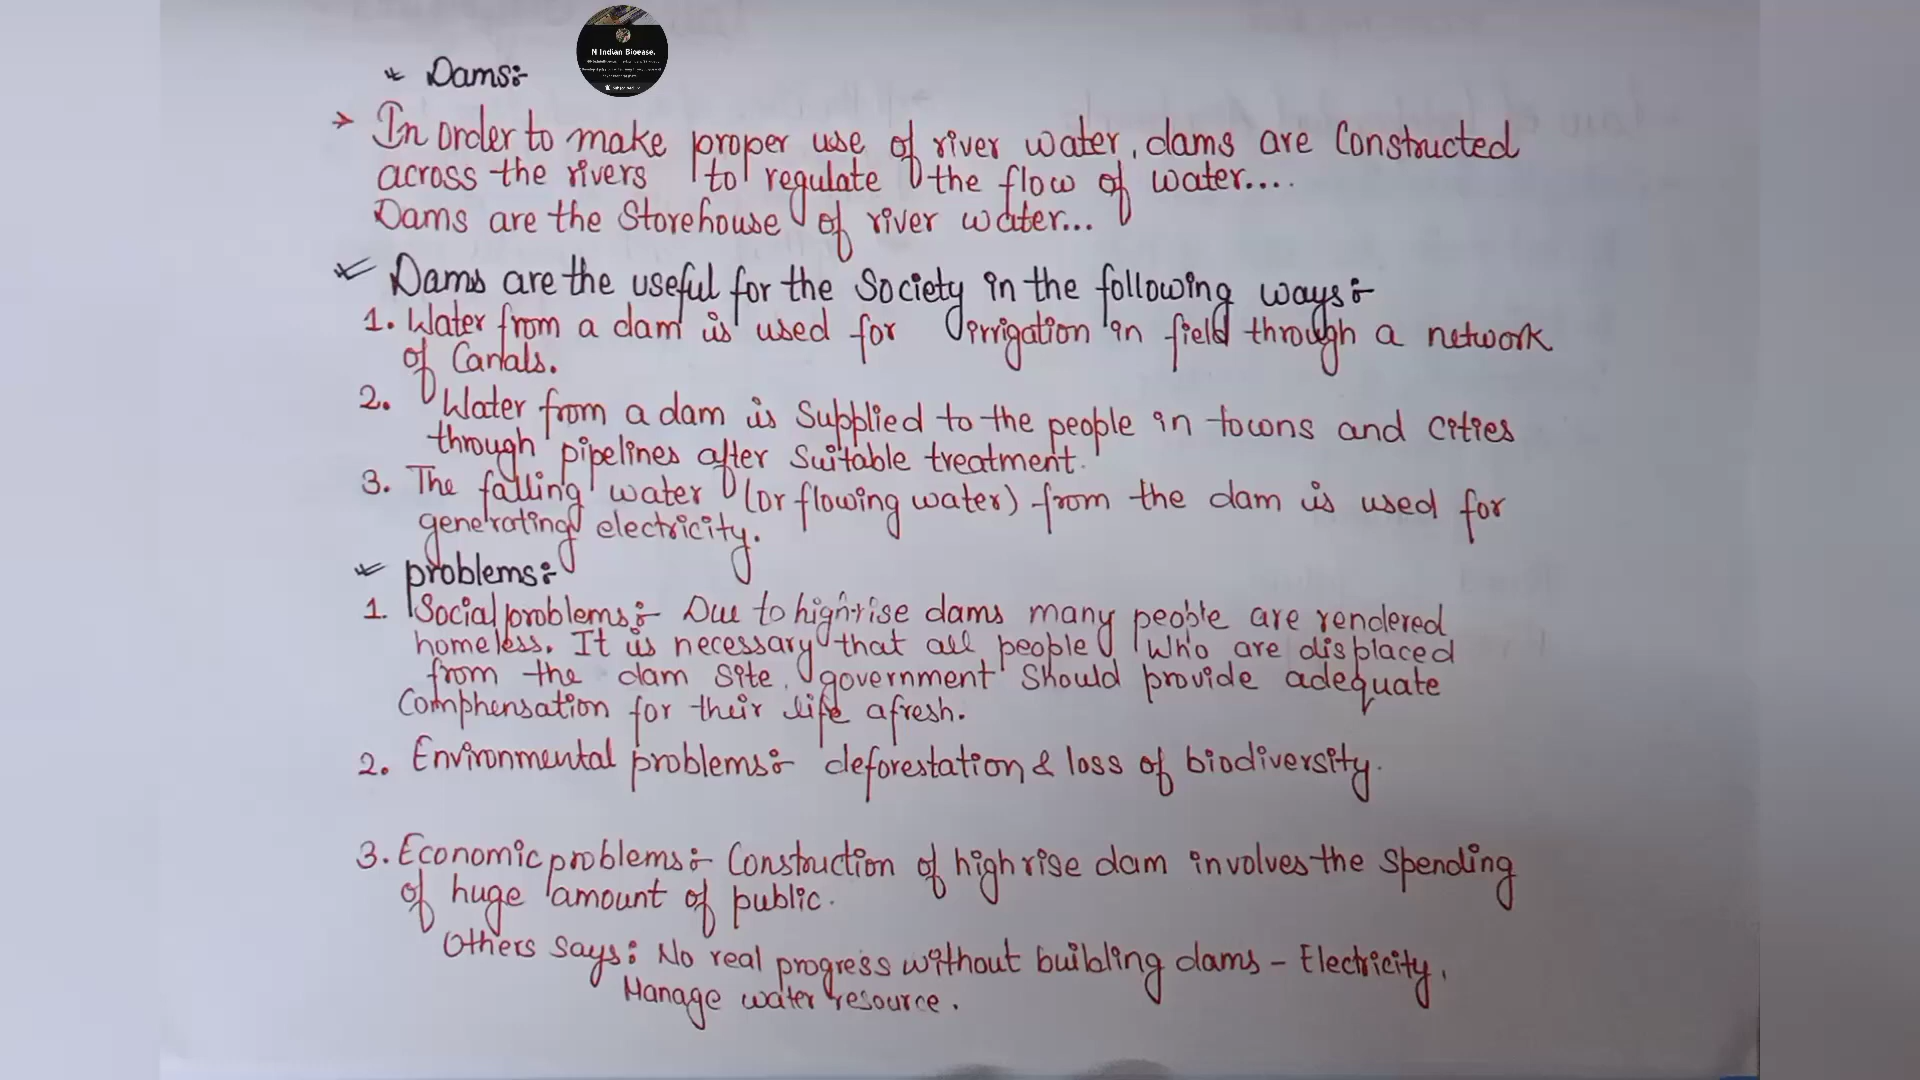 N Indian Bioease.
* Dams:-
→ In order to make proper use of river water, dams are Constructed
across the rivers to regulate the flow of water....
Dams are the Storehouse of river water...
* Dams are the useful for the Society in the following ways:-
1. Water from a dam is used for irrigation in field through a network
of Canals.
2. Water from a dam is Supplied to the people in towns and cities
through pipelines after Suitable treatment.
3. The falling water (or flowing water) from the dam is used for
generating electricity.
* problems:-
1. Social problems:- Due to high-rise dams many people are rendered
homeless. It is necessary that all people who are displaced
from the dam site, government Should provide adequate
Comphensation for their life afresh.
2. Environmental problems:- deforestation & loss of biodiversity.
3. Economic problems:- Constuction of high rise dam involves the Spending
of huge amount of public.
Others says: No real progress without buibling dams - Electricity,
Manage water resource.